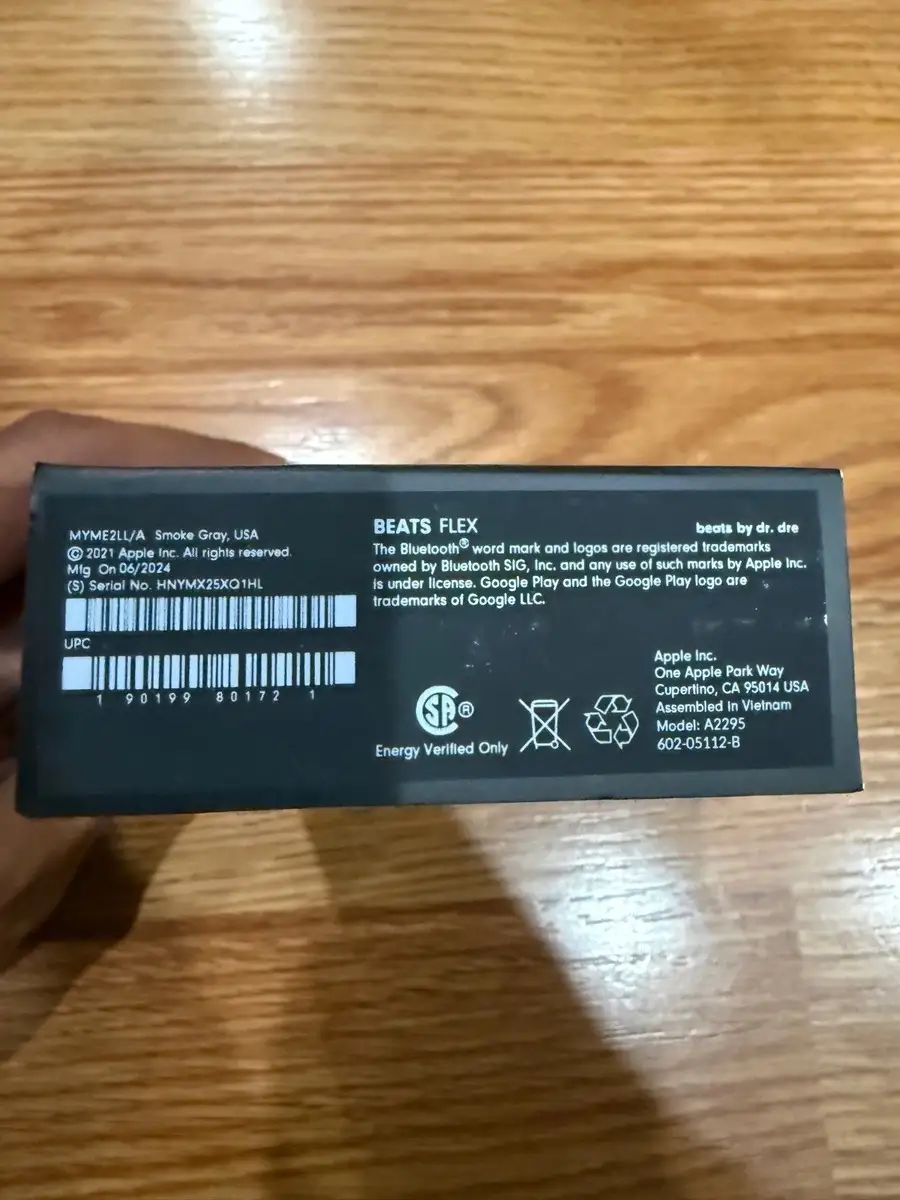 MYME2LL/A Smoke Gray, USA
© 2021 Apple Inc. All rights reserved.
Mfg On 06/2024
(S) Serial No. HNYMX25XQ1HL
UPC
1 90199 80172 1
BEATS FLEX
beats by dr. dre
The Bluetooth® word mark and logos are registered trademarks
owned by Bluetooth SIG, Inc. and any use of such marks by Apple Inc.
is under license. Google Play and the Google Play logo are
trademarks of Google LLC.
SA ®
Energy Verified Only
Apple Inc.
One Apple Park Way
Cupertino, CA 95014 USA
Assembled in Vietnam
Model: A2295
602-05112-B